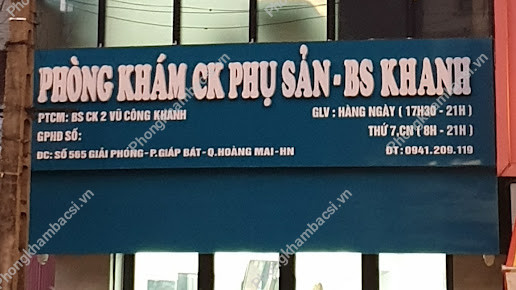 PHÒNG KHÁM CK PHỤ SẢN - BS KHANH
PTCM: BS CK 2 VŨ CÔNG KHANH
GLV : HÀNG NGÀY ( 17H30 - 21H )
GPHĐ SỐ:
THỨ 7,CN ( 8H - 21H )
ĐC: SỐ 565 GIẢI PHÓNG - P.GIÁP BÁT - Q.HOÀNG MAI - HN
ĐT : 0941.209.119
Phongkhambacsi.vn